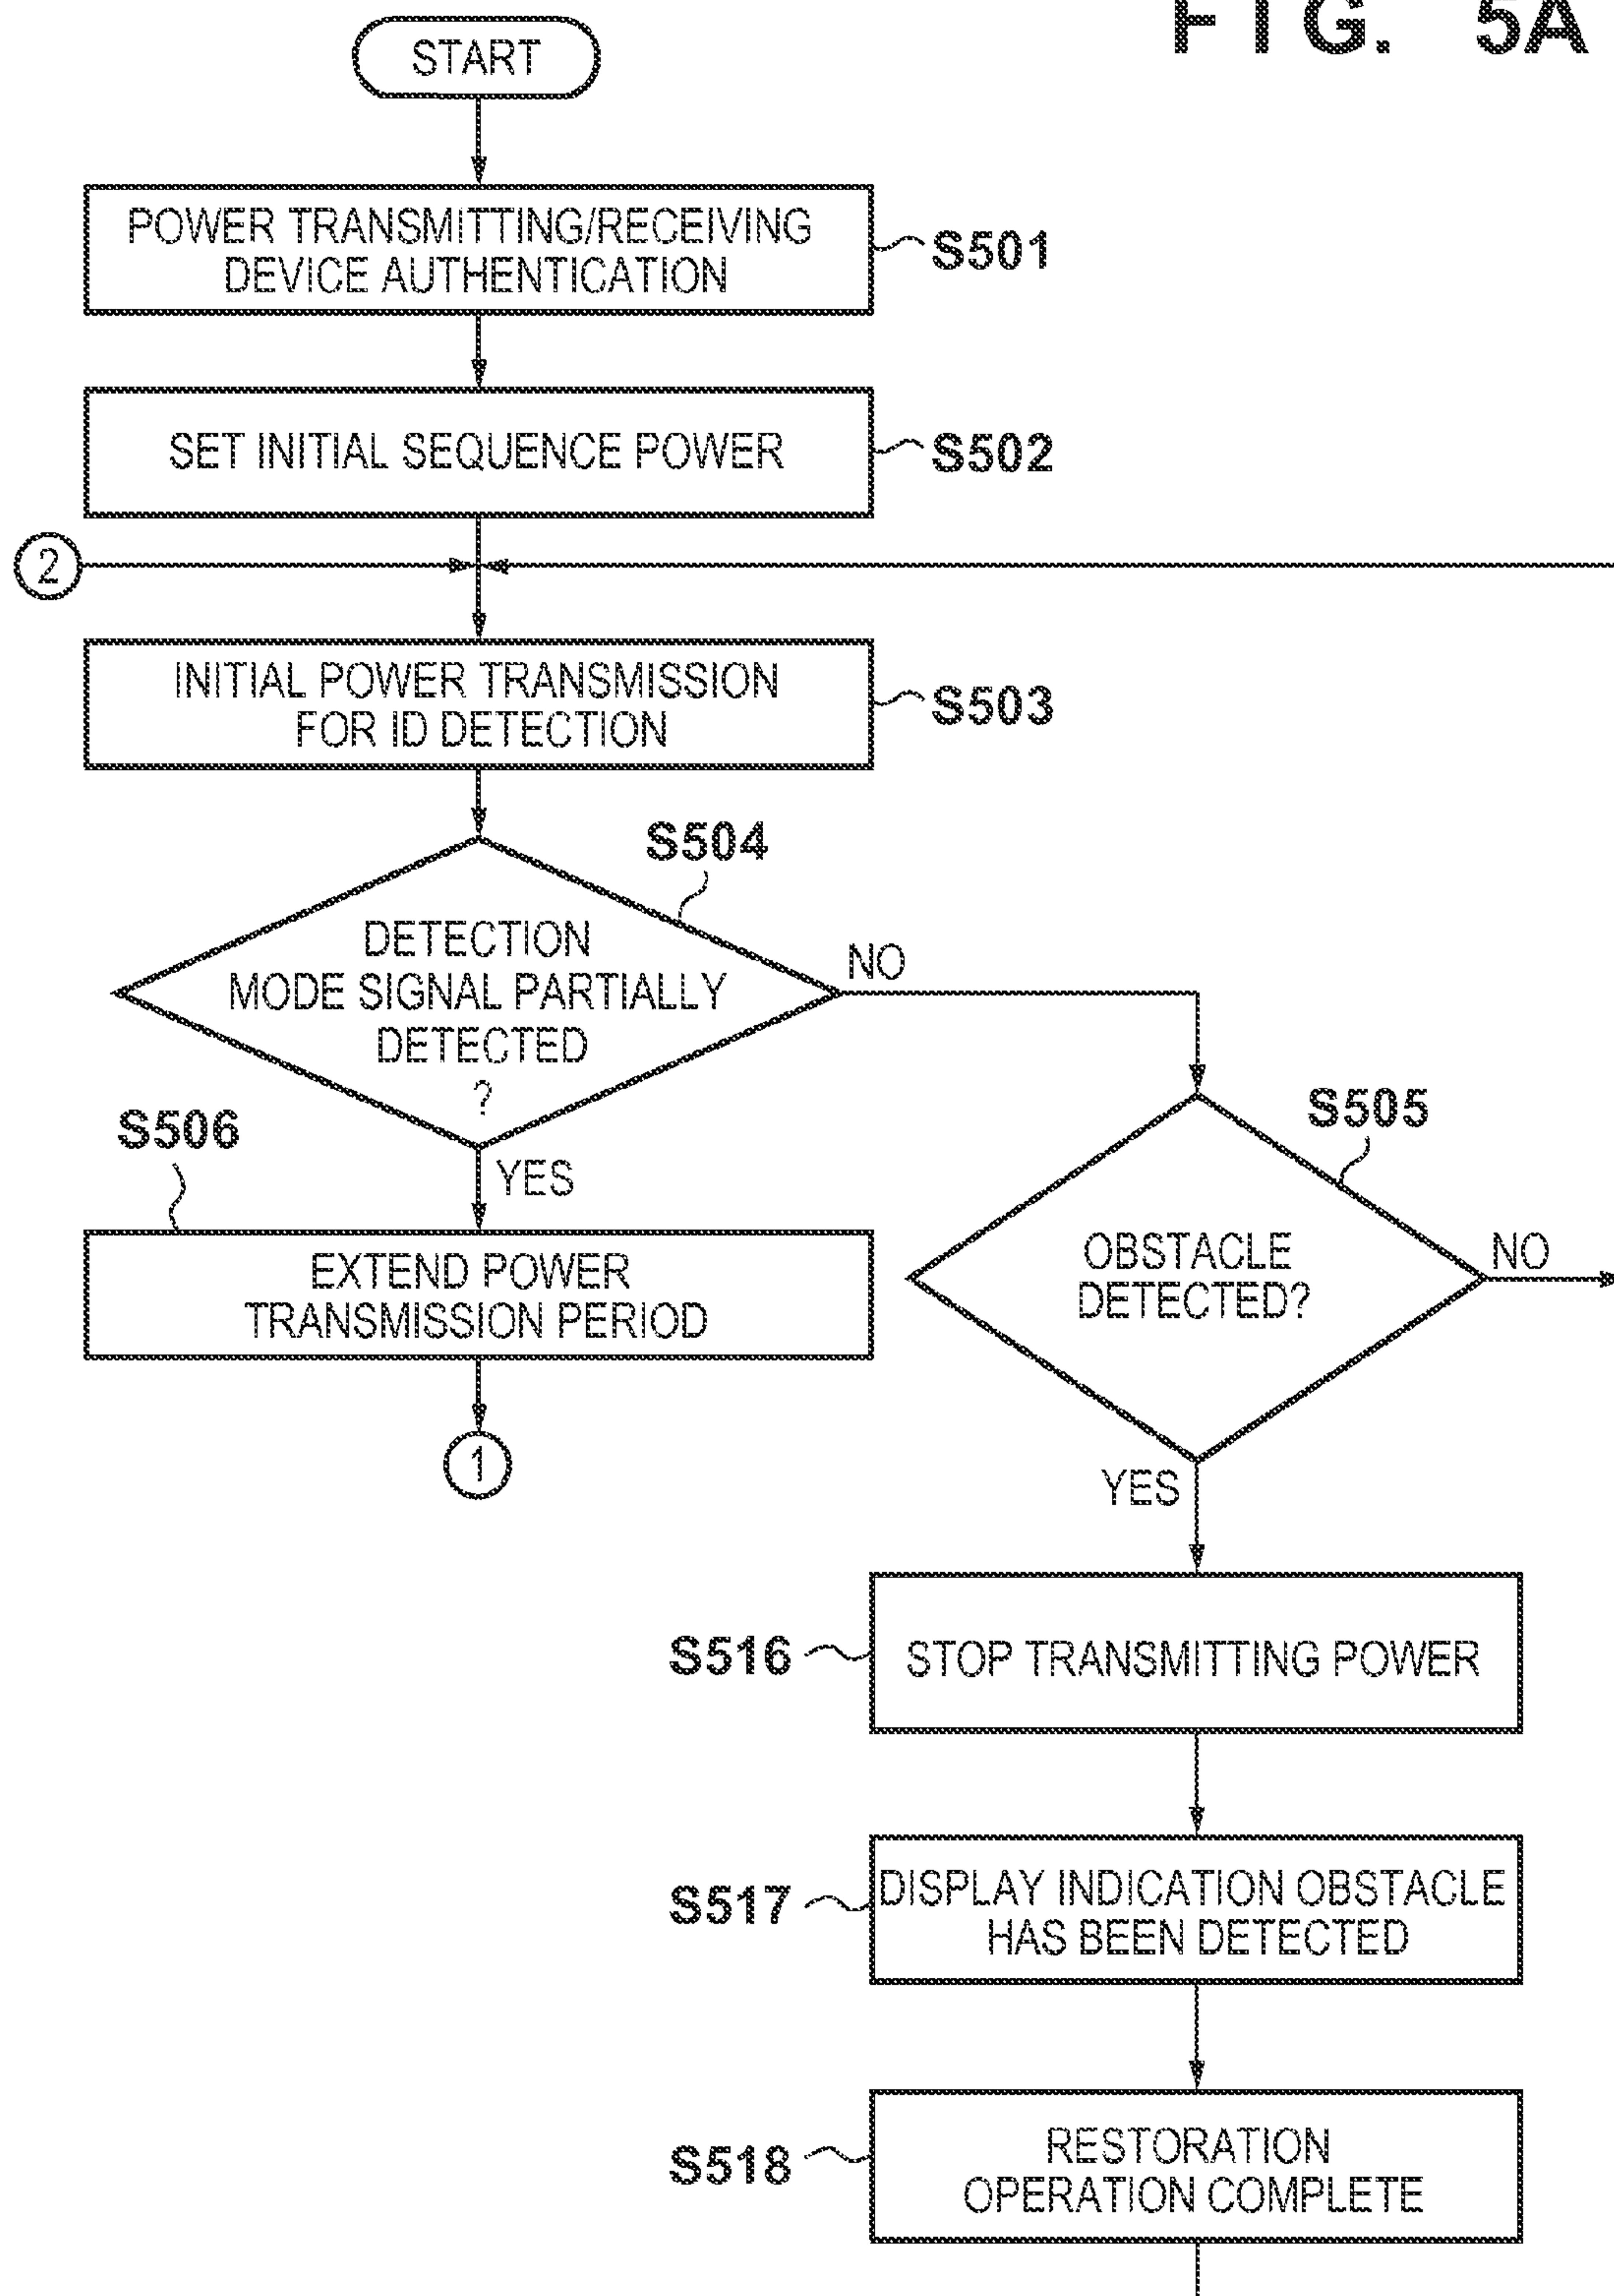 FIG. 5A
START
POWER TRANSMITTING/RECEIVING
DEVICE AUTHENTICATION
S501
SET INITIAL SEQUENCE POWER
S502
2
INITIAL POWER TRANSMISSION
FOR ID DETECTION
S503
S504
DETECTION
MODE SIGNAL PARTIALLY
DETECTED
?
NO
YES
S506
EXTEND POWER
TRANSMISSION PERIOD
1
S505
OBSTACLE
DETECTED?
NO
YES
S516
STOP TRANSMITTING POWER
S517
DISPLAY INDICATION OBSTACLE
HAS BEEN DETECTED
S518
RESTORATION
OPERATION COMPLETE